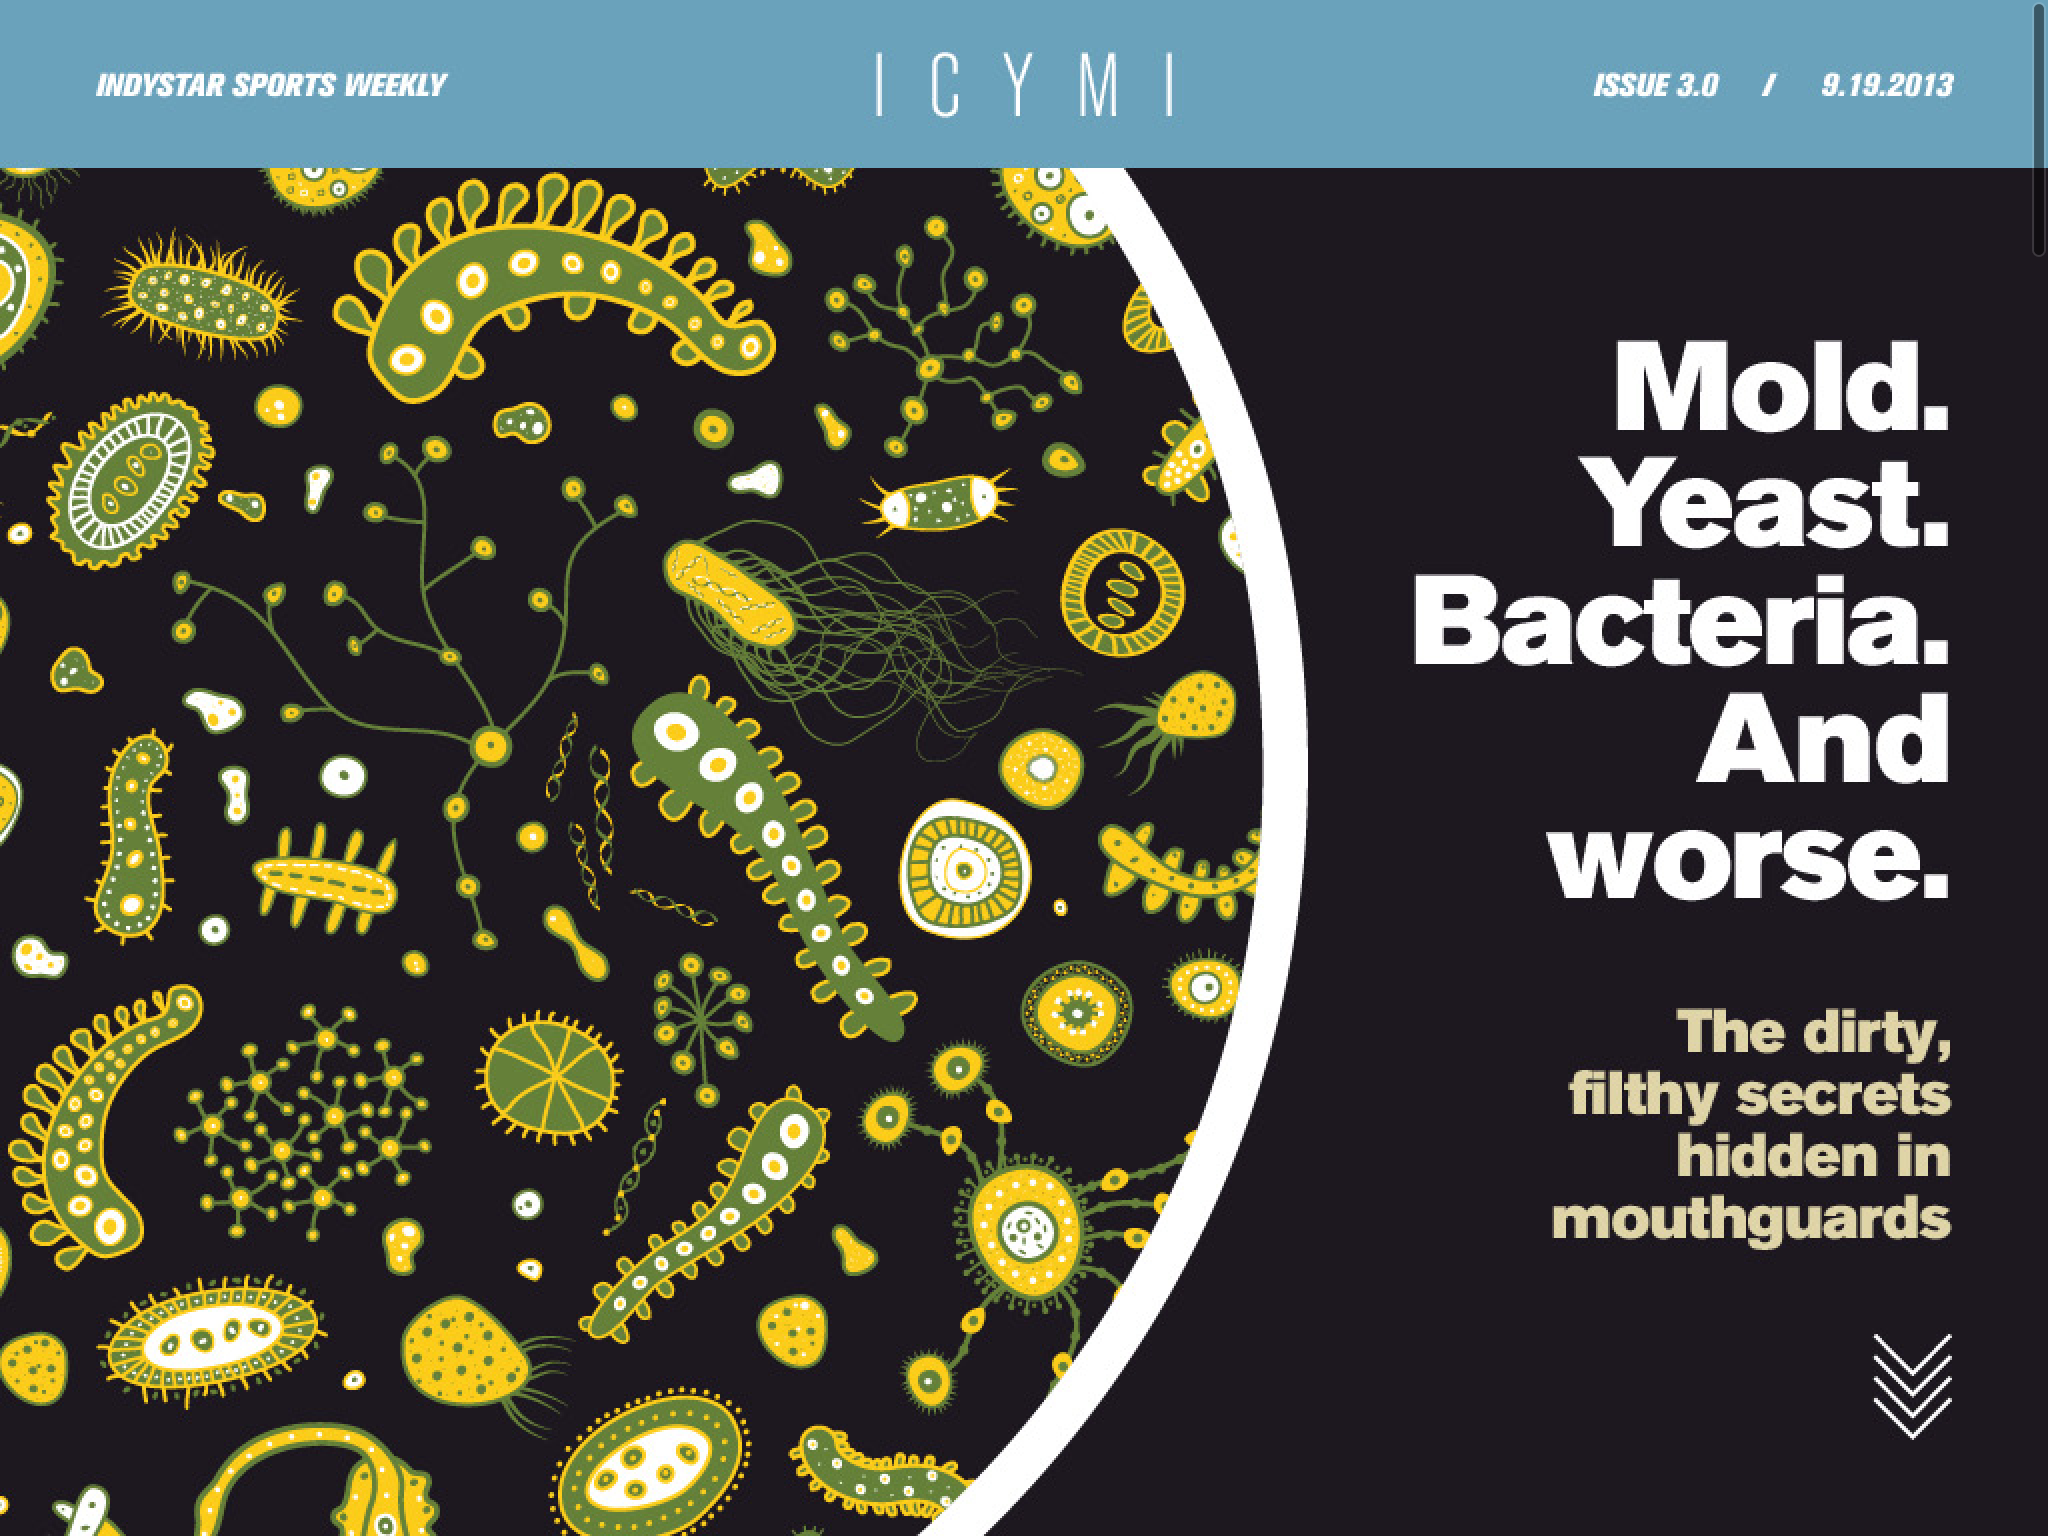 INDYSTAR SPORTS WEEKLY
ICYMI
ISSUE 3.0 / 9.19.2013
Mold.
Yeast.
Bacteria.
And
worse.
The dirty,
filthy secrets
hidden in
mouthguards